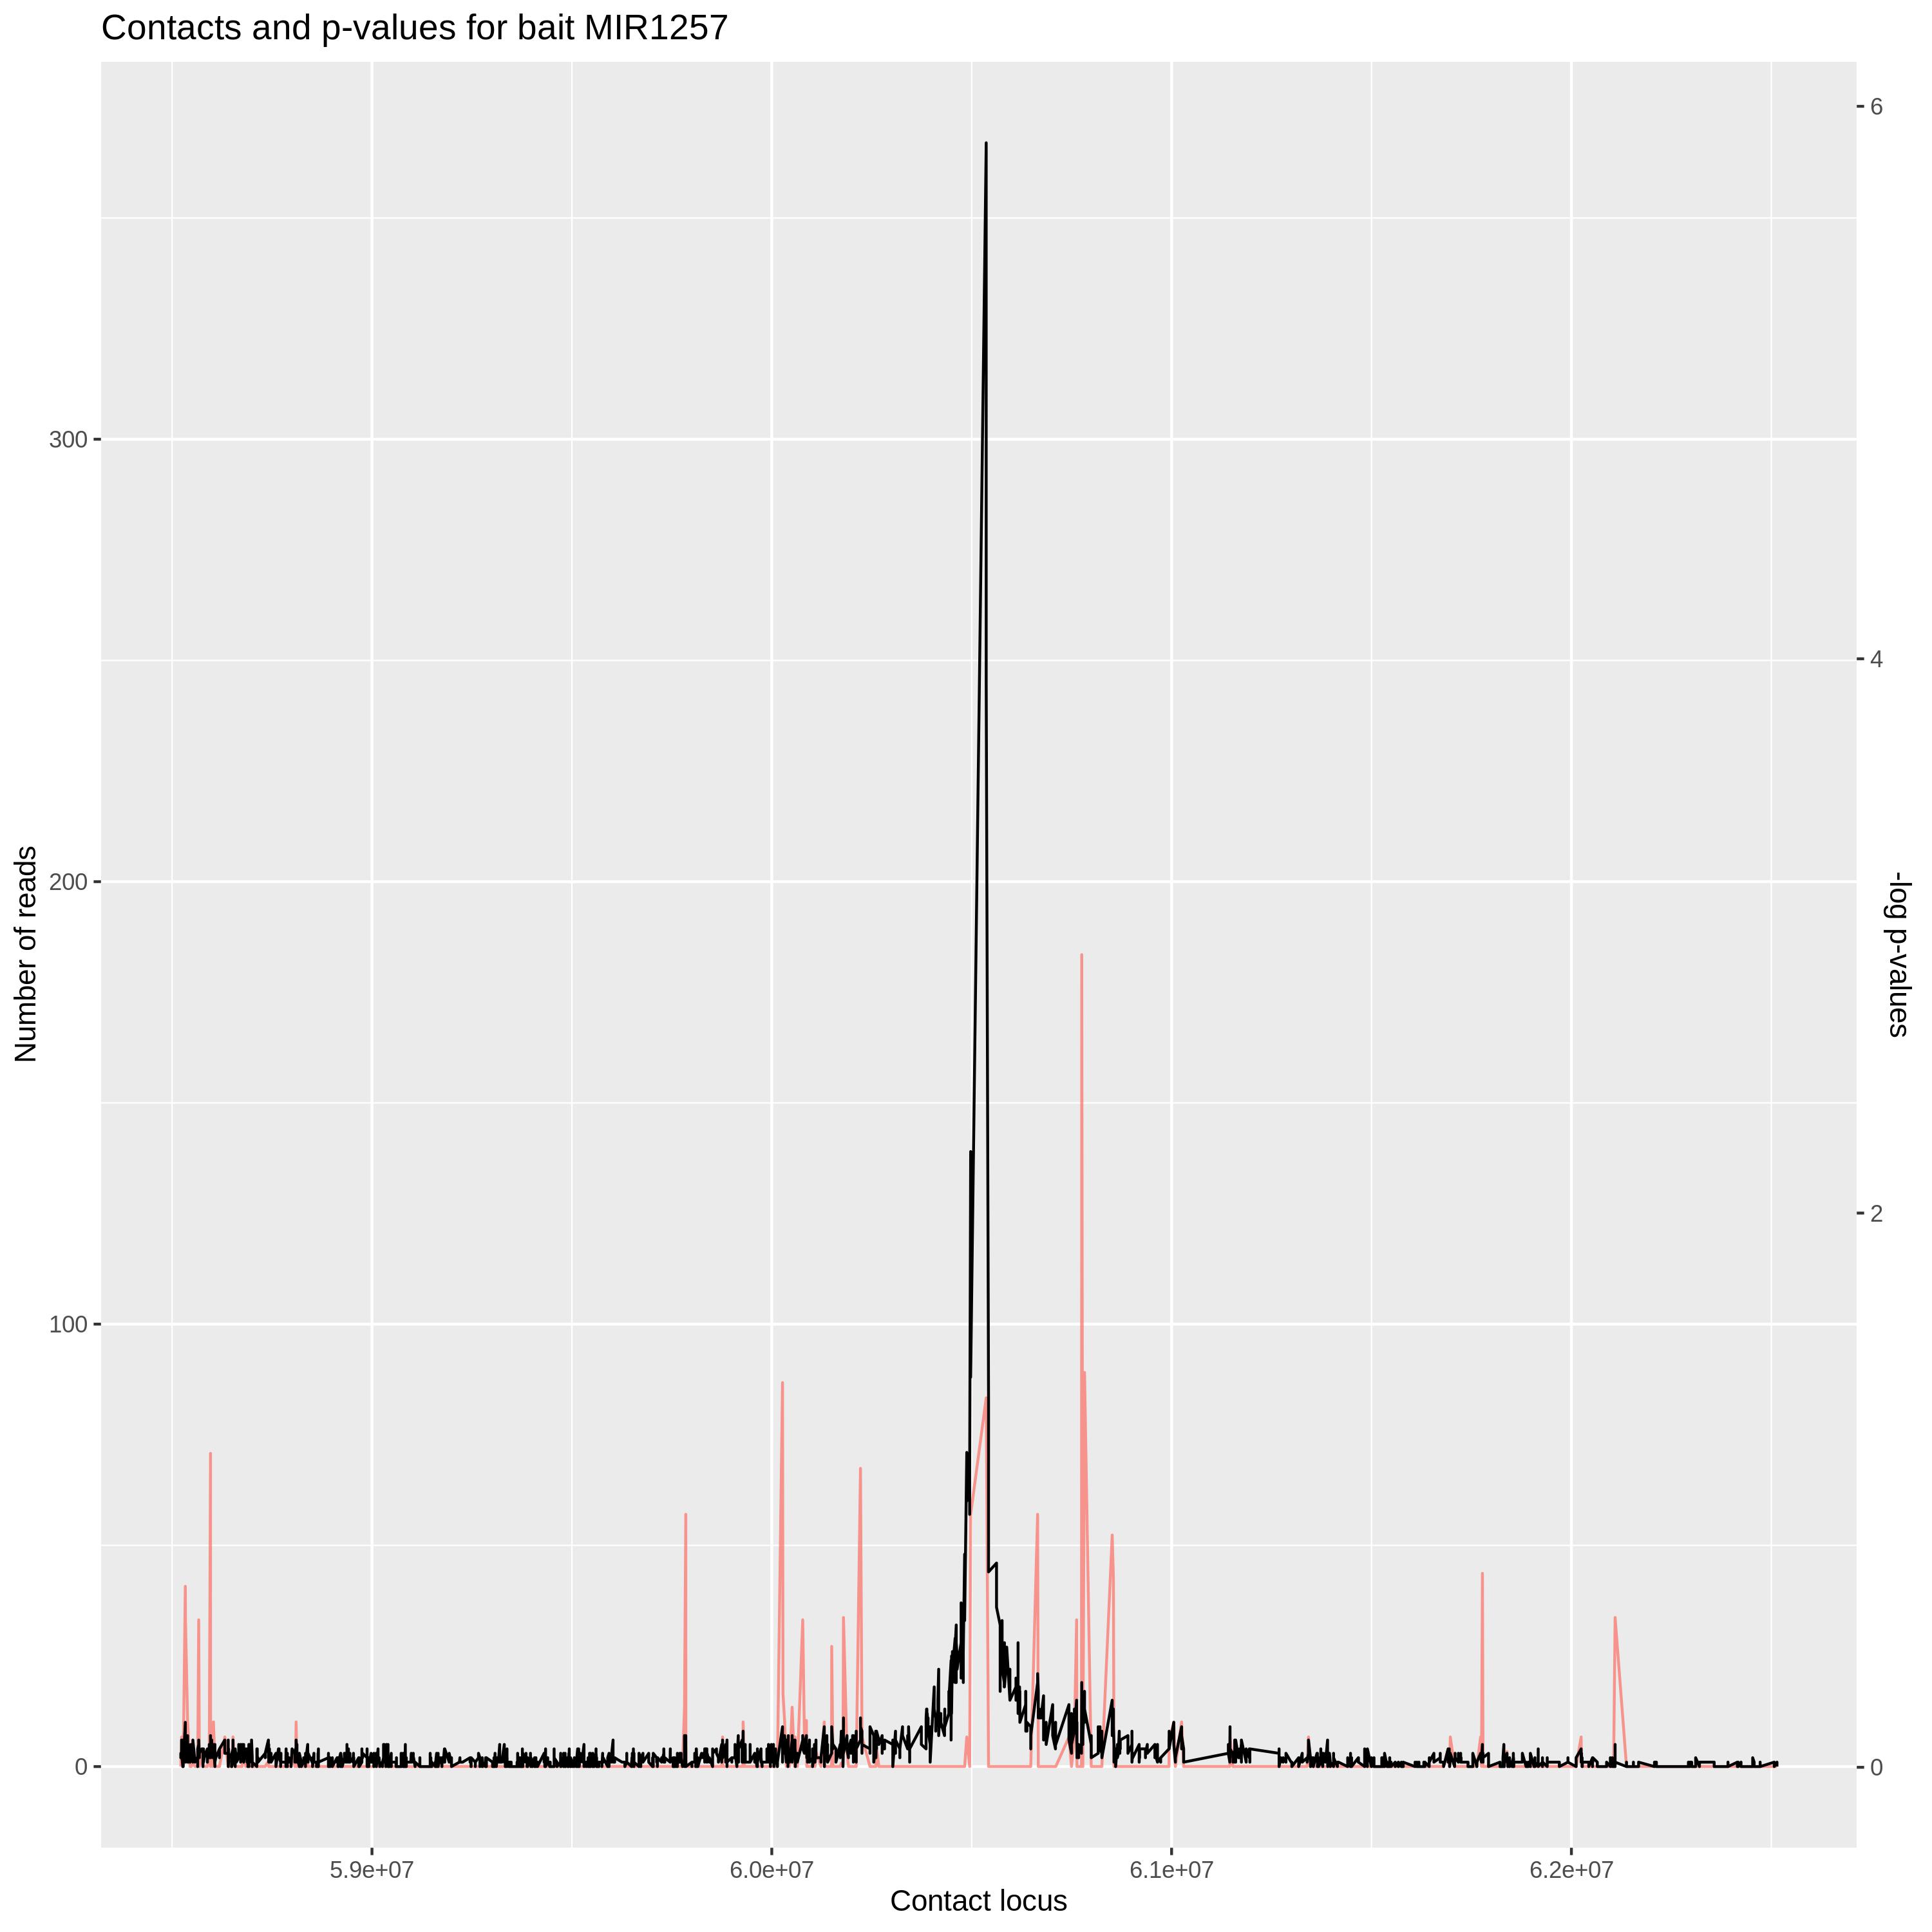 Contacts and p-values for bait MIR1257
6
300
4
200
2
100
0
0
Number of reads
-log p-values
5.9e+07
6.0e+07
6.1e+07
6.2e+07
Contact locus